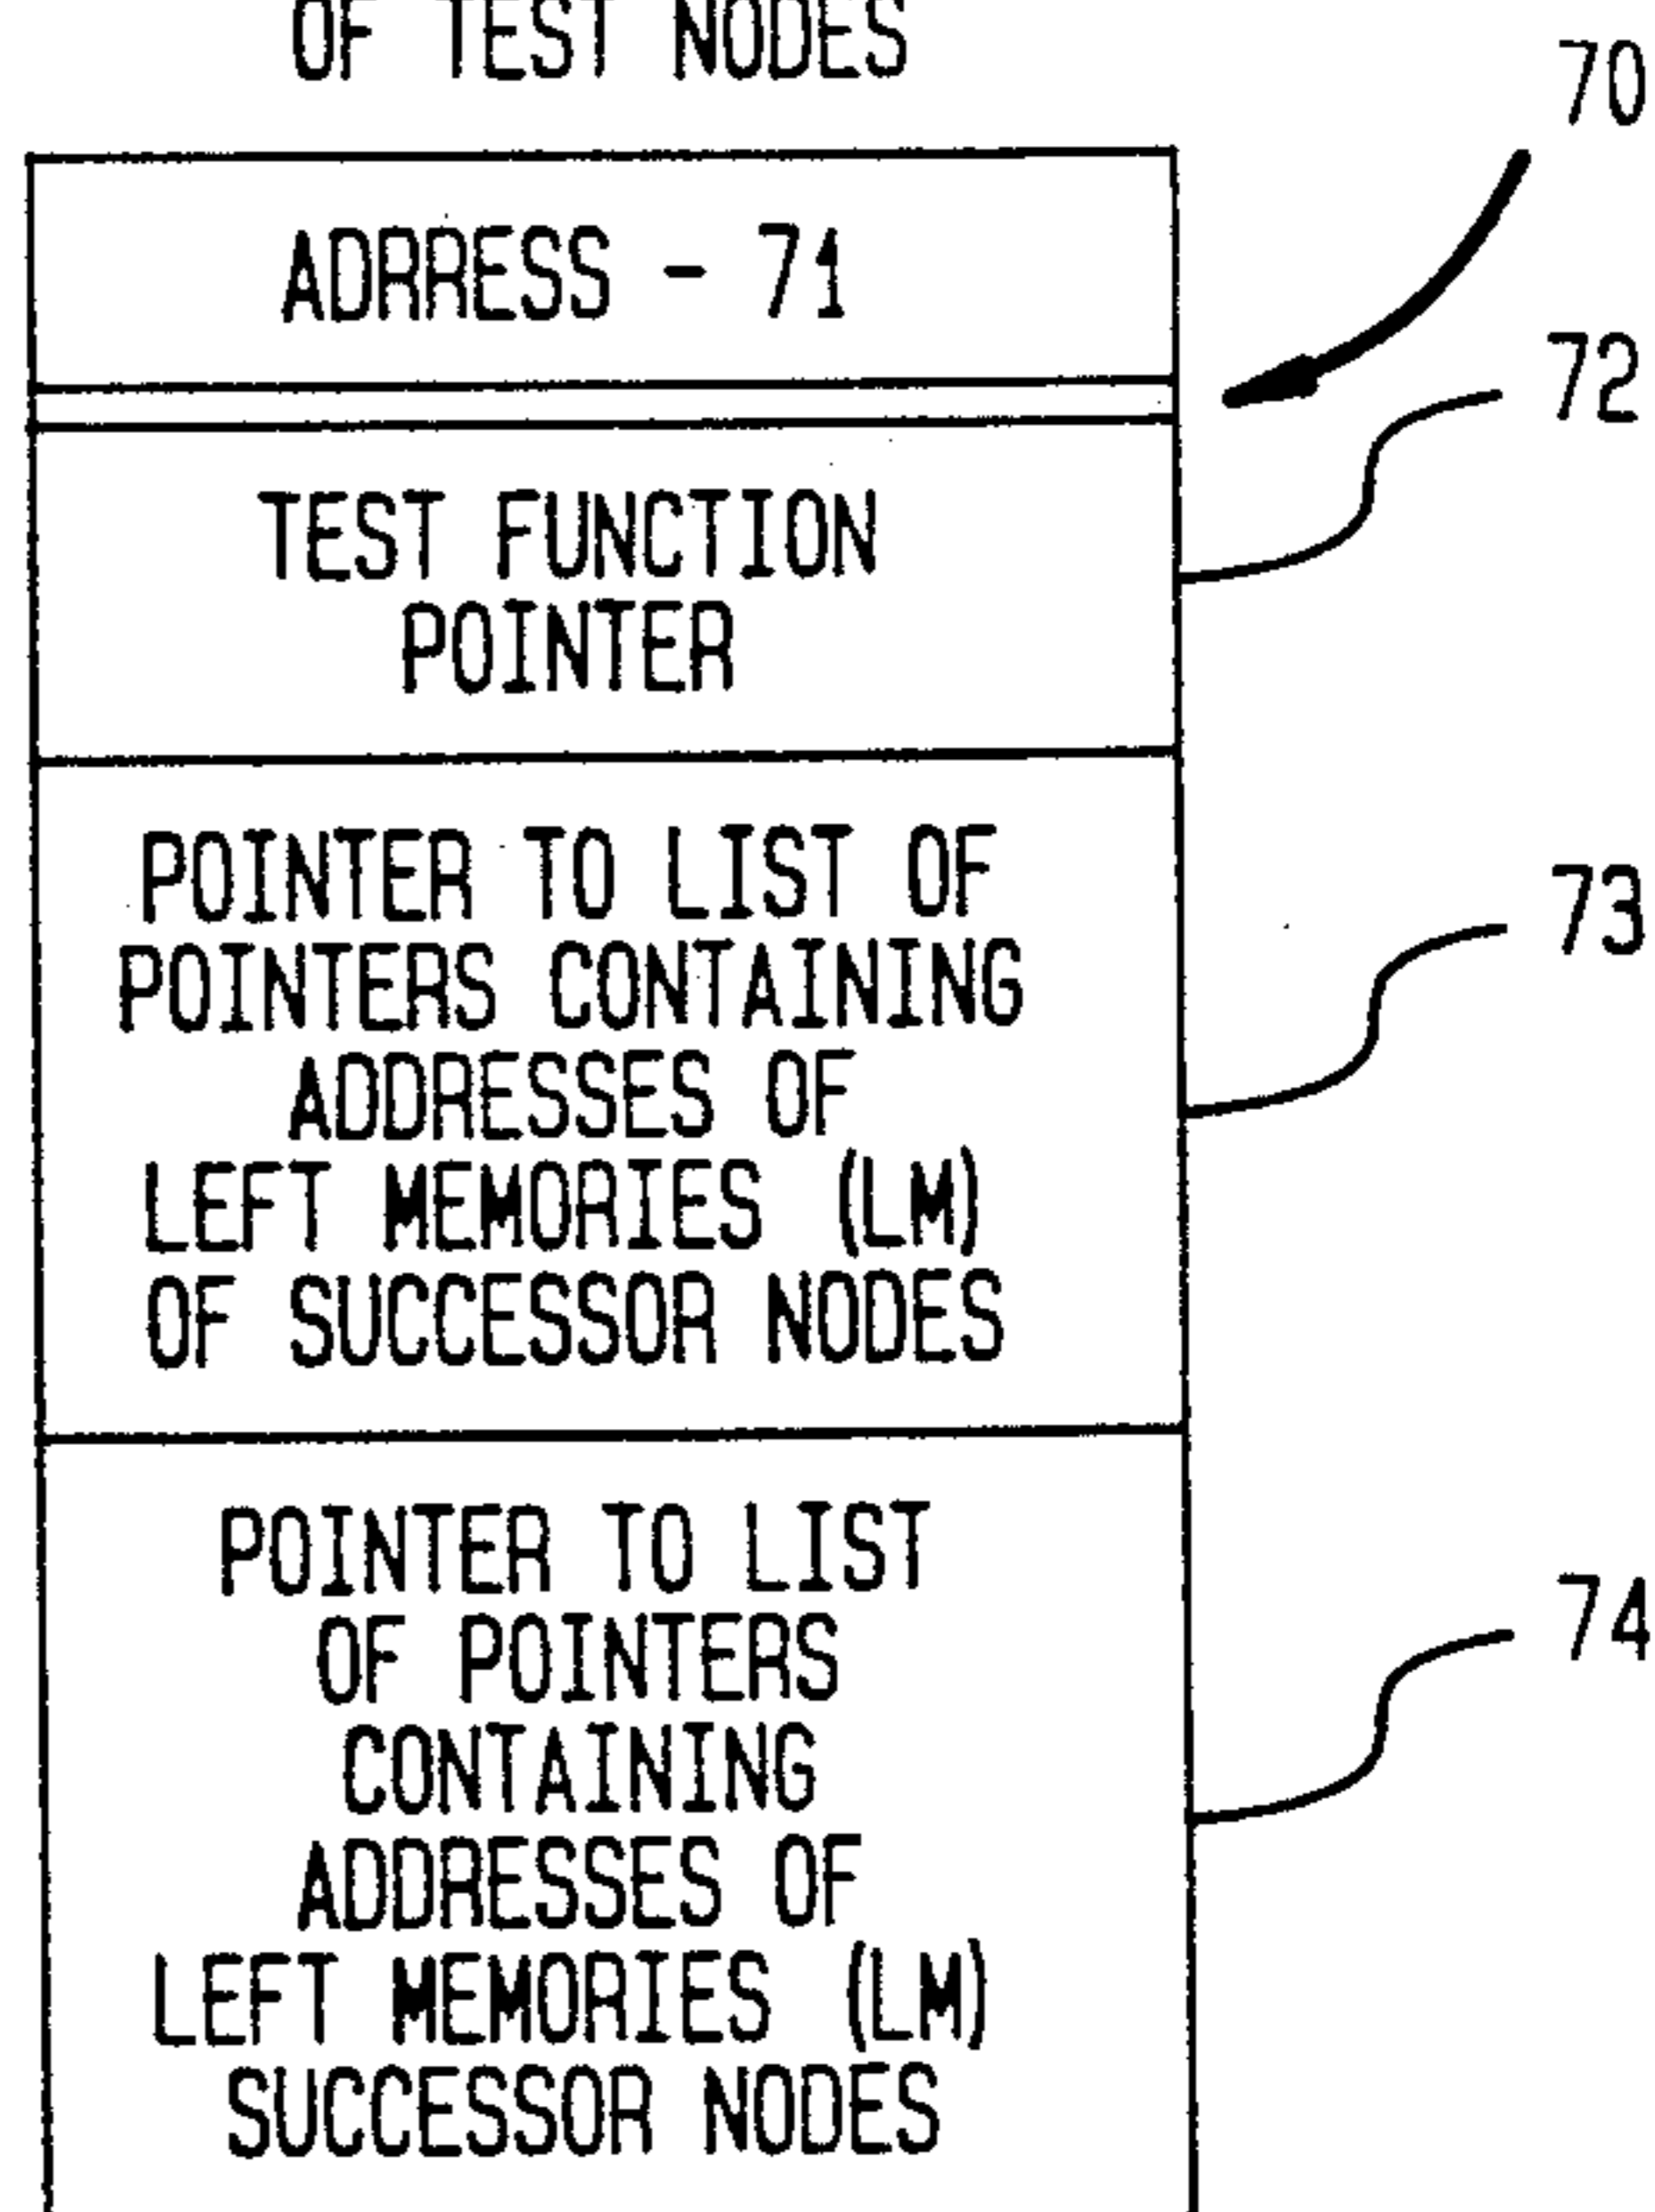 OF TEST NODES
70
ADRRESS - 71
72
TEST FUNCTION
POINTER
POINTER TO LIST OF
POINTERS CONTAINING
73
ADDRESSES OF
LEFT MEMORIES (LM)
OF SUCCESSOR NODES
POINTER TO LIST
74
OF POINTERS
CONTAINING
ADDRESSES OF
LEFT MEMORIES (LM)
SUCCESSOR NODES